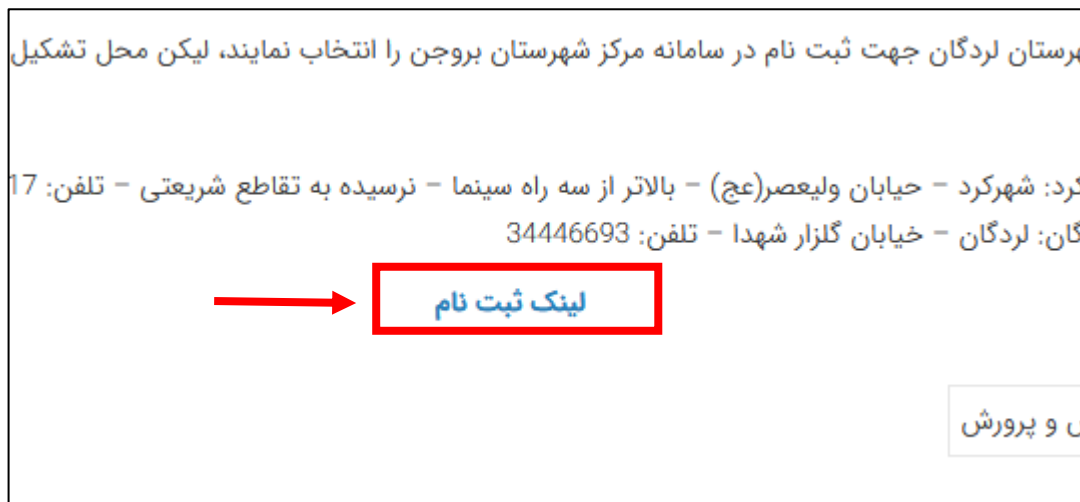 هرستان لردگان جهت ثبت نام در سامانه مرکز شهرستان بروجن را انتخاب نمایند، لیکن محل تشکیل
کرد: شهرکرد – حیابان ولیعصر(عج) – بالاتر از سه راه سینما – نرسیده به تقاطع شریعتی – تلفن: 17
گان: لردگان – خیابان گلزار شهدا – تلفن: 34446693
لینک ثبت نام
و پرورش